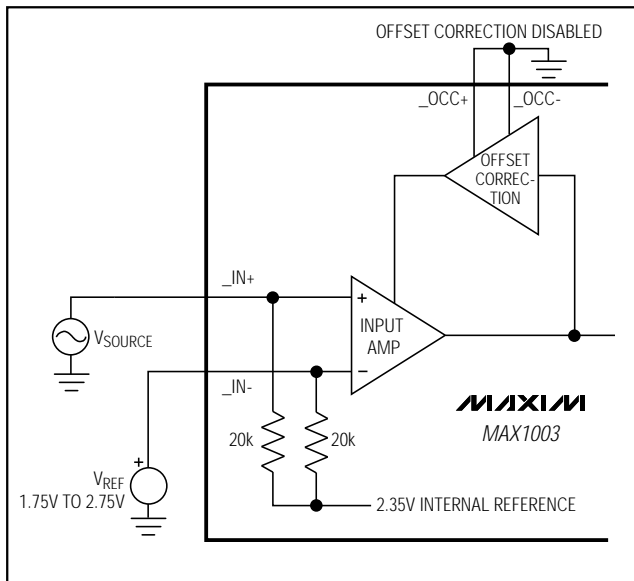 OFFSET CORRECTION DISABLED
_OCC+
_OCC-
OFFSET
CORREC-
TION
_IN+
+
INPUT
AMP
−
VSOURCE
_IN-
MAXIM
MAX1003
20k
20k
+
VREF
1.75V TO 2.75V
2.35V INTERNAL REFERENCE